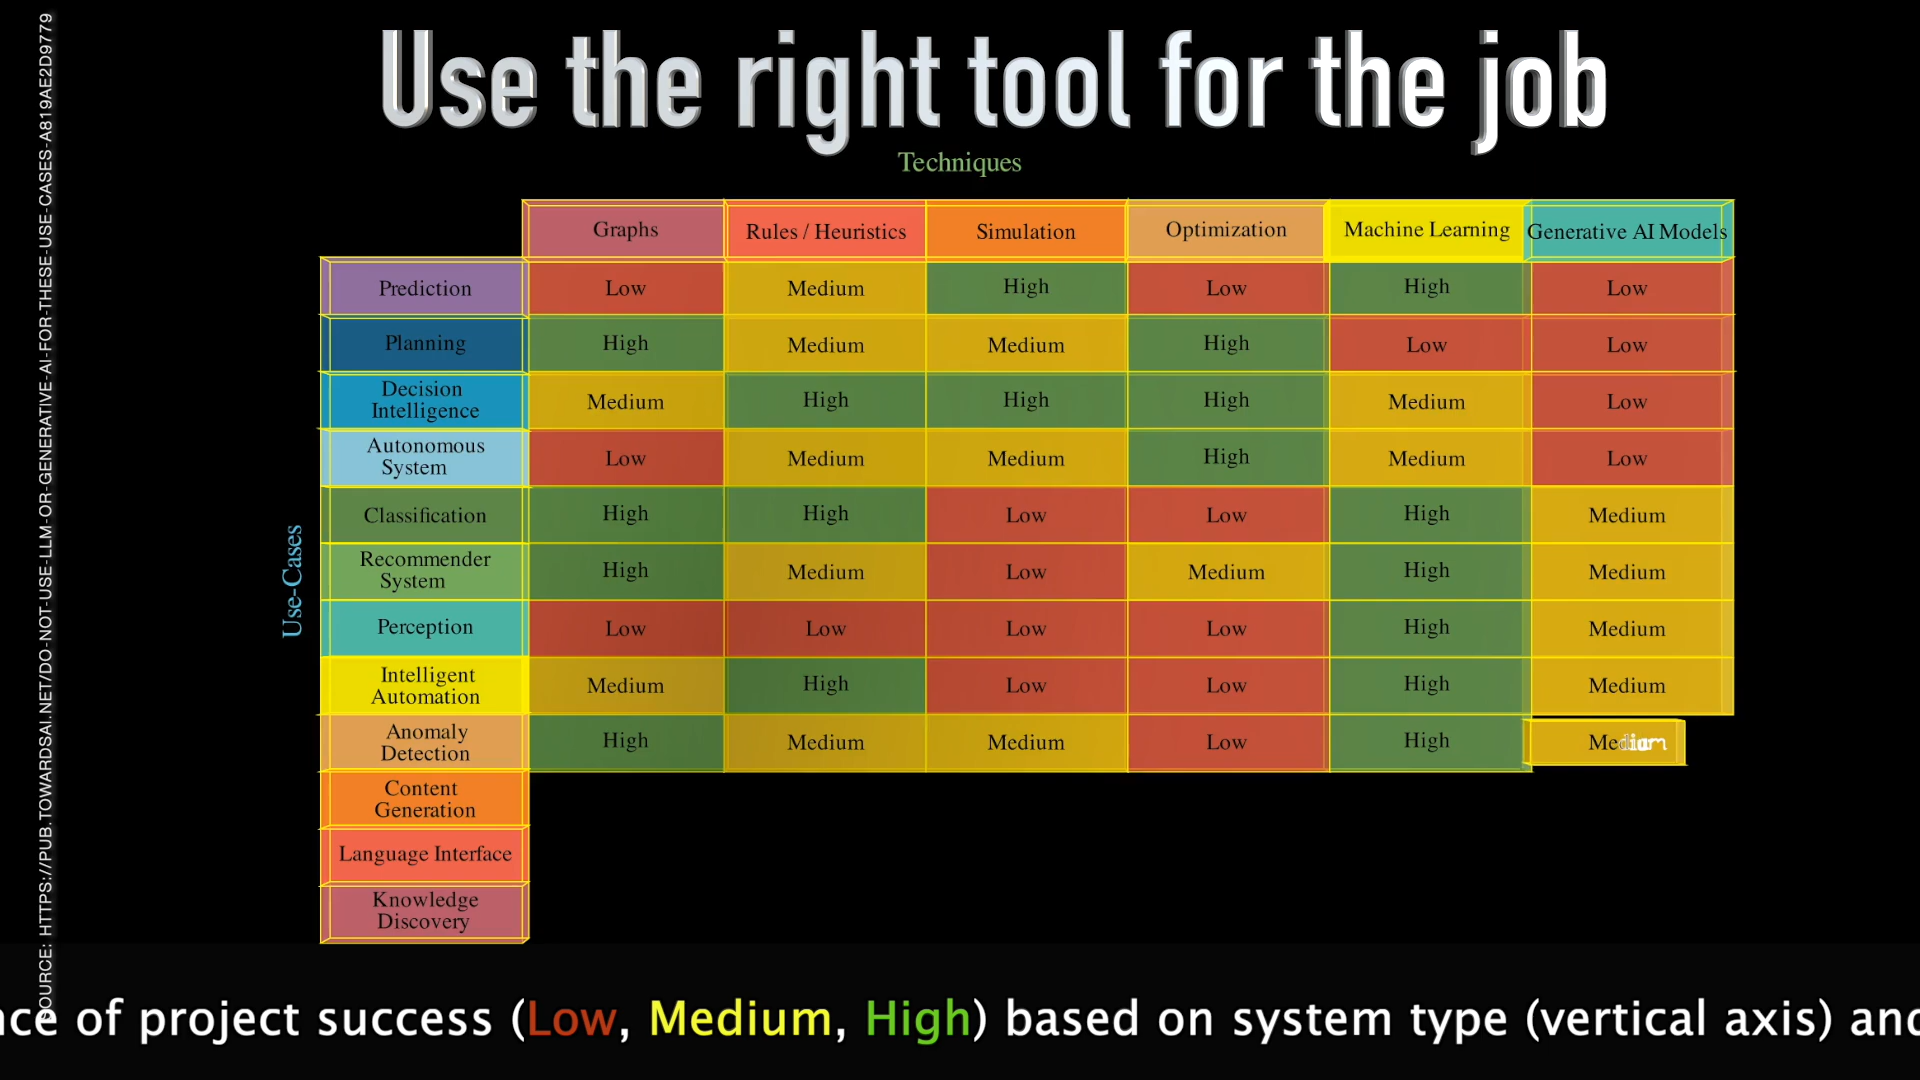 Use the right tool for the job
Techniques
Graphs
Rules / Heuristics
Simulation
Optimization
Machine Learning
Generative AI Models
Prediction
Low
Medium
High
Low
High
Low
Planning
High
Medium
Medium
High
Low
Low
Decision
Intelligence
Medium
High
High
High
Medium
Low
Autonomous
System
Low
Medium
Medium
High
Medium
Low
Classification
High
High
Low
Low
High
Medium
Recommender
System
High
Medium
Low
Medium
High
Medium
Perception
Low
Low
Low
Low
High
Medium
Intelligent
Automation
Medium
High
Low
Low
High
Medium
Anomaly
Detection
High
Medium
Medium
Low
High
Medium
Content
Generation
Language Interface
Knowledge
Discovery
Use-Cases
SOURCE: HTTPS://PUB.TOWARDSAI.NET/DO-NOT-USE-LLM-OR-GENERATIVE-AI-FOR-THESE-USE-CASES-A819AE2D9779
of project success (Low, Medium, High) based on system type (vertical axis)